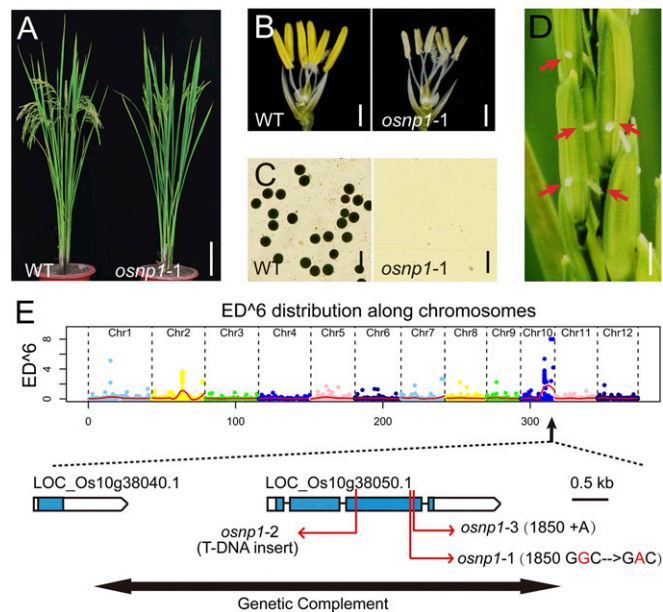 A
WT
osnp1-1
B
WT
osnp1-1
C
WT
osnp1-1
D
E
ED^6 distribution along chromosomes
Chr1 Chr2 Chr3 Chr4 Chr5 Chr6 Chr7 Chr8 Chr9 Chr10 Chr11 Chr12
ED^6
8
4
0
0 100 200 300
LOC_Os10g38040.1
LOC_Os10g38050.1
0.5 kb
osnp1-2
(T-DNA insert)
osnp1-3 (1850 +A)
osnp1-1 (1850 GGC-->GAC)
Genetic Complement